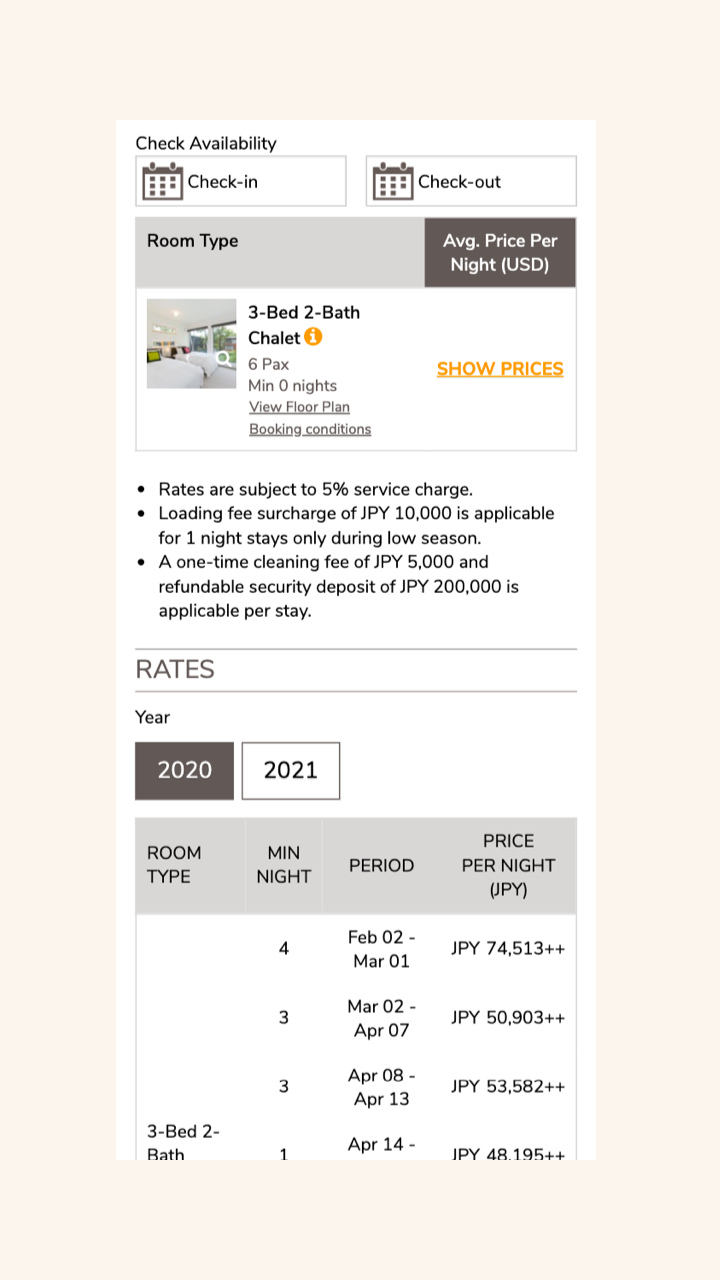 Check Availability
Check-in
Check-out
Room Type
Avg. Price Per
Night (USD)
3-Bed 2-Bath
Chalet
6 Pax
Min 0 nights
View Floor Plan
Booking conditions
SHOW PRICES
• Rates are subject to 5% service charge.
• Loading fee surcharge of JPY 10,000 is applicable
for 1 night stays only during low season.
• A one-time cleaning fee of JPY 5,000 and
refundable security deposit of JPY 200,000 is
applicable per stay.
RATES
Year
2020
2021
ROOM
TYPE
MIN
NIGHT
PERIOD
PRICE
PER NIGHT
(JPY)
4
Feb 02 -
Mar 01
JPY 74,513++
3
Mar 02 -
Apr 07
JPY 50,903++
3
Apr 08 -
Apr 13
JPY 53,582++
3-Bed 2-
Bath
1
Apr 14 -
JPY 48,195++